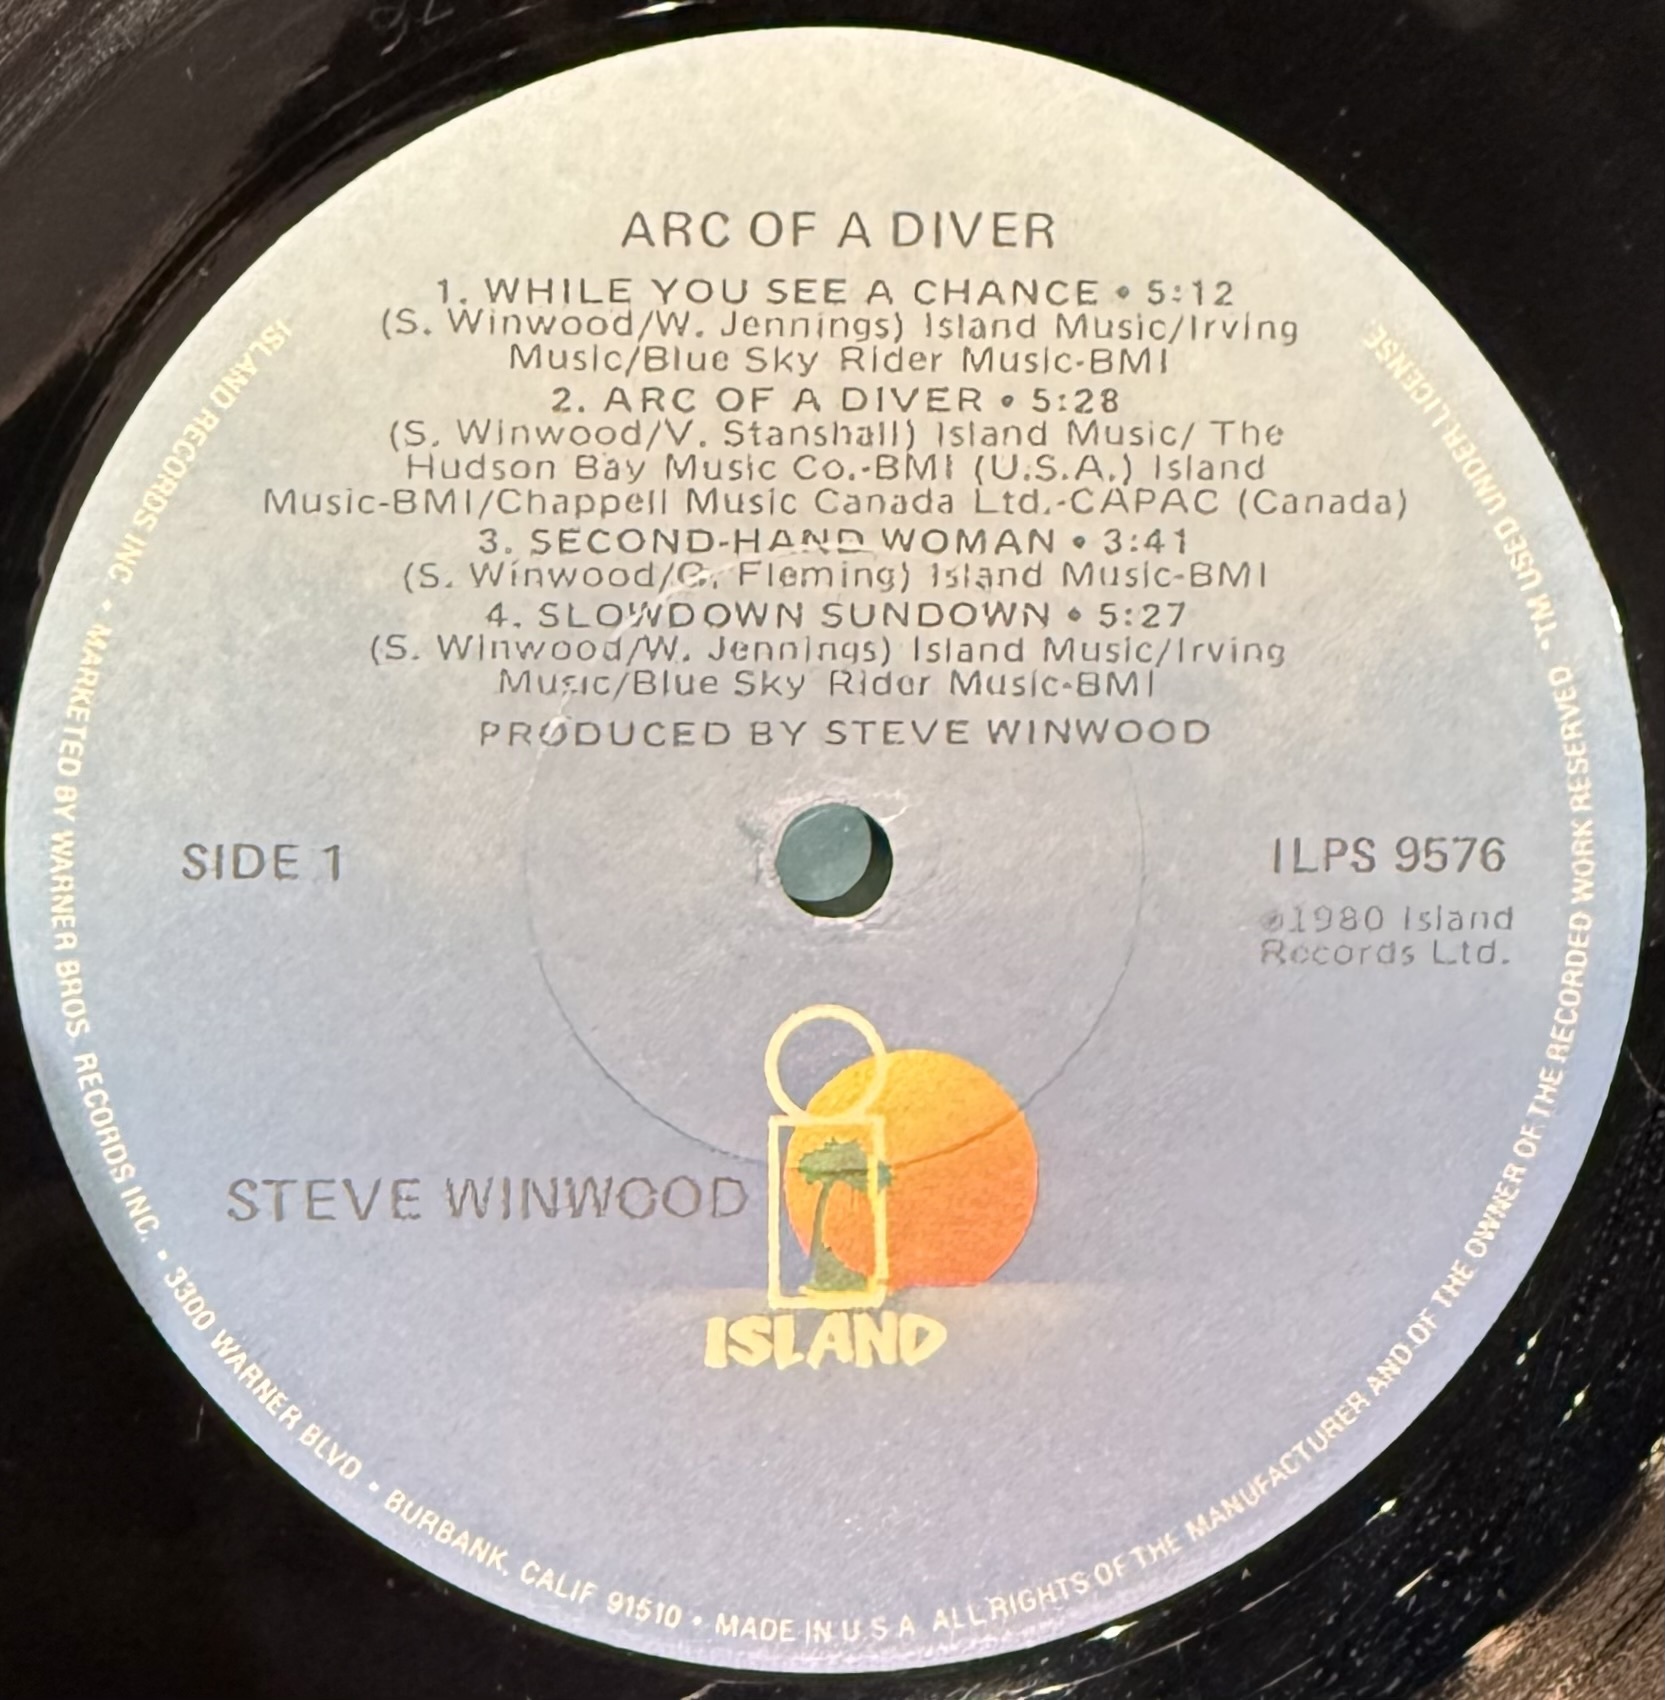 ARC OF A DIVER
1. WHILE YOU SEE A CHANCE • 5:12
(S. Winwood/W. Jennings) Island Music/Irving
Music/Blue Sky Rider Music-BMI
2. ARC OF A DIVER • 5:28
(S. Winwood/V. Stanshall) Island Music/ The
Hudson Bay Music Co.-BMI (U.S.A.) Island
Music-BMI/Chappell Music Canada Ltd.-CAPAC (Canada)
3. SECOND-HAND WOMAN • 3:41
(S. Winwood/G. Fleming) Island Music-BMI
4. SLOWDOWN SUNDOWN • 5:27
(S. Winwood/W. Jennings) Island Music/Irving
Music/Blue Sky Rider Music-BMI
PRODUCED BY STEVE WINWOOD
SIDE 1
ILPS 9576
℗1980 Island
Records Ltd.
STEVE WINWOOD
ISLAND
ISLAND RECORDS INC • MARKETED BY WARNER BROS. RECORDS INC. • 3300 WARNER BLVD • BURBANK, CALIF 91510 • MADE IN U.S A ALL RIGHTS OF THE MANUFACTURER AND OF THE OWNER OF THE RECORDED WORK RESERVED • TM USED UNDER LICENSE